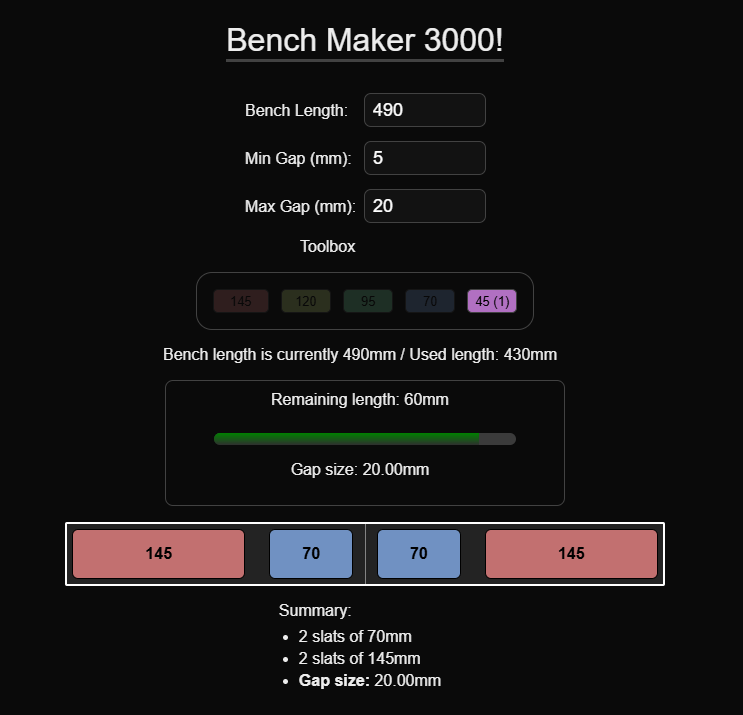 Bench Maker 3000!
Bench Length: 490
Min Gap (mm): 5
Max Gap (mm): 20
Toolbox
145 120 95 70 45 (1)
Bench length is currently 490mm / Used length: 430mm
Remaining length: 60mm
Gap size: 20.00mm
145 70 70 145
Summary:
• 2 slats of 70mm
• 2 slats of 145mm
• Gap size: 20.00mm